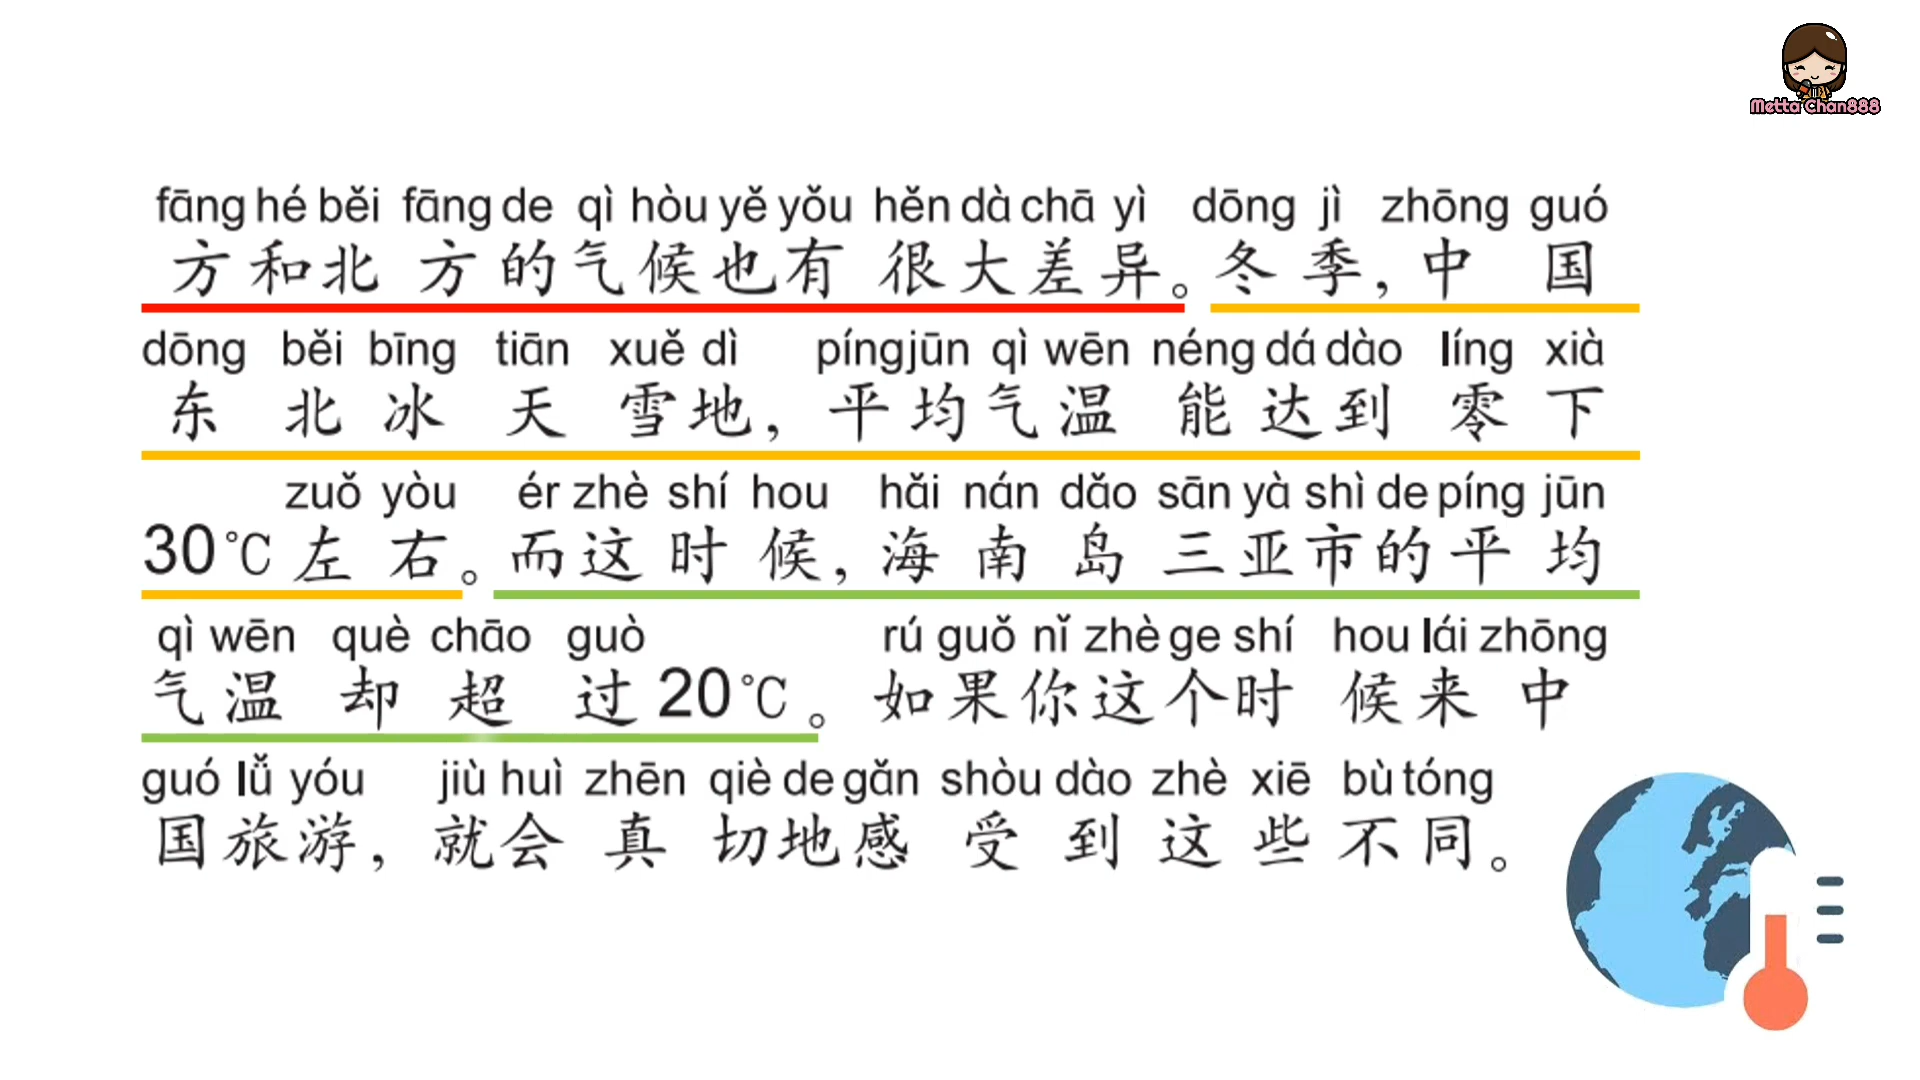 Metta Chan888
fāng hé běi fāng de qì hòu yě yǒu hěn dà chā yì dōng jì zhōng guó
方和北方的气候也有很大差异。冬季，中国
dōng běi bīng tiān xuě dì píng jūn qì wēn néng dá dào líng xià
东北冰天雪地，平均气温能达到零下
zuǒ yòu ér zhè shí hou hǎi nán dǎo sān yà shì de píng jūn
30℃左右。而这时候，海南岛三亚市的平均
qì wēn què chāo guò rú guǒ nǐ zhè ge shí hou lái zhōng
气温却超过20℃。如果你这个时候来中
guó lǚ yóu jiù huì zhēn qiè de gǎn shòu dào zhè xiē bù tóng
国旅游，就会真切地感受到这些不同。